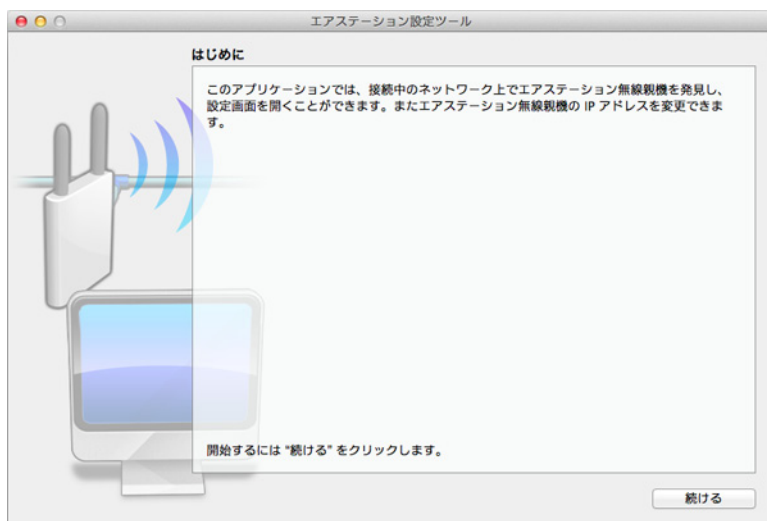 エアステーション設定ツール
はじめに
このアプリケーションでは、接続中のネットワーク上でエアステーション無線親機を発見し、
設定画面を開くことができます。またエアステーション無線親機の IP アドレスを変更できま
す。
開始するには "続ける" をクリックします。
続ける